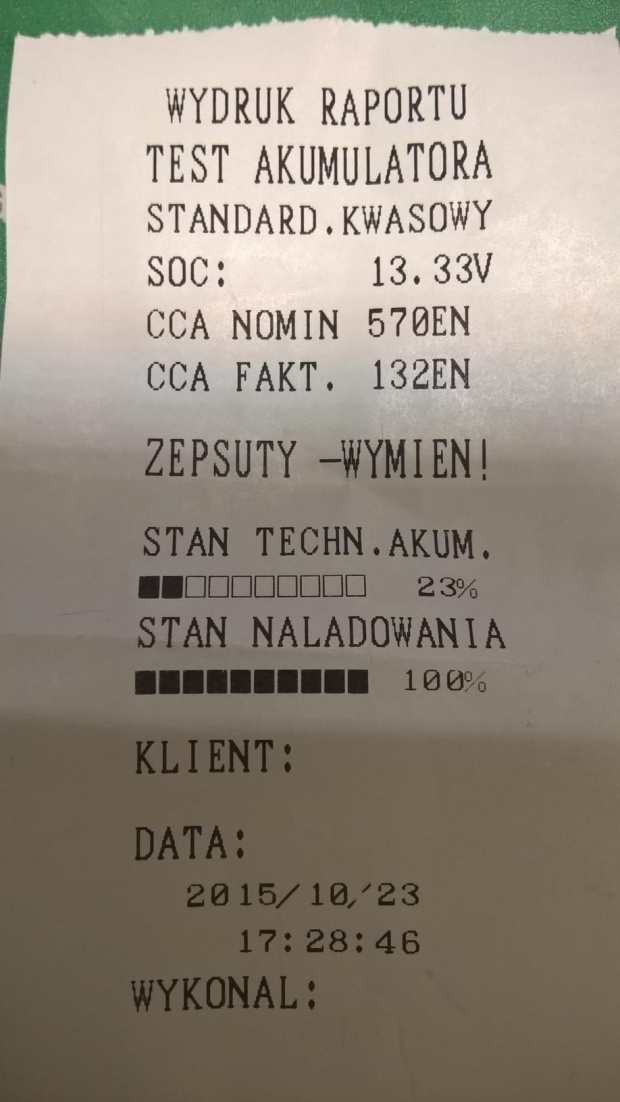 WYDRUK RAPORTU
TEST AKUMULATORA
STANDARD.KWASOWY
SOC: 13.33V
CCA NOMIN 570EN
CCA FAKT. 132EN
ZEPSUTY –WYMIEN!
STAN TECHN.AKUM.
23%
STAN NALADOWANIA
100%
KLIENT:
DATA:
2015/10/23
17:28:46
WYKONAL: